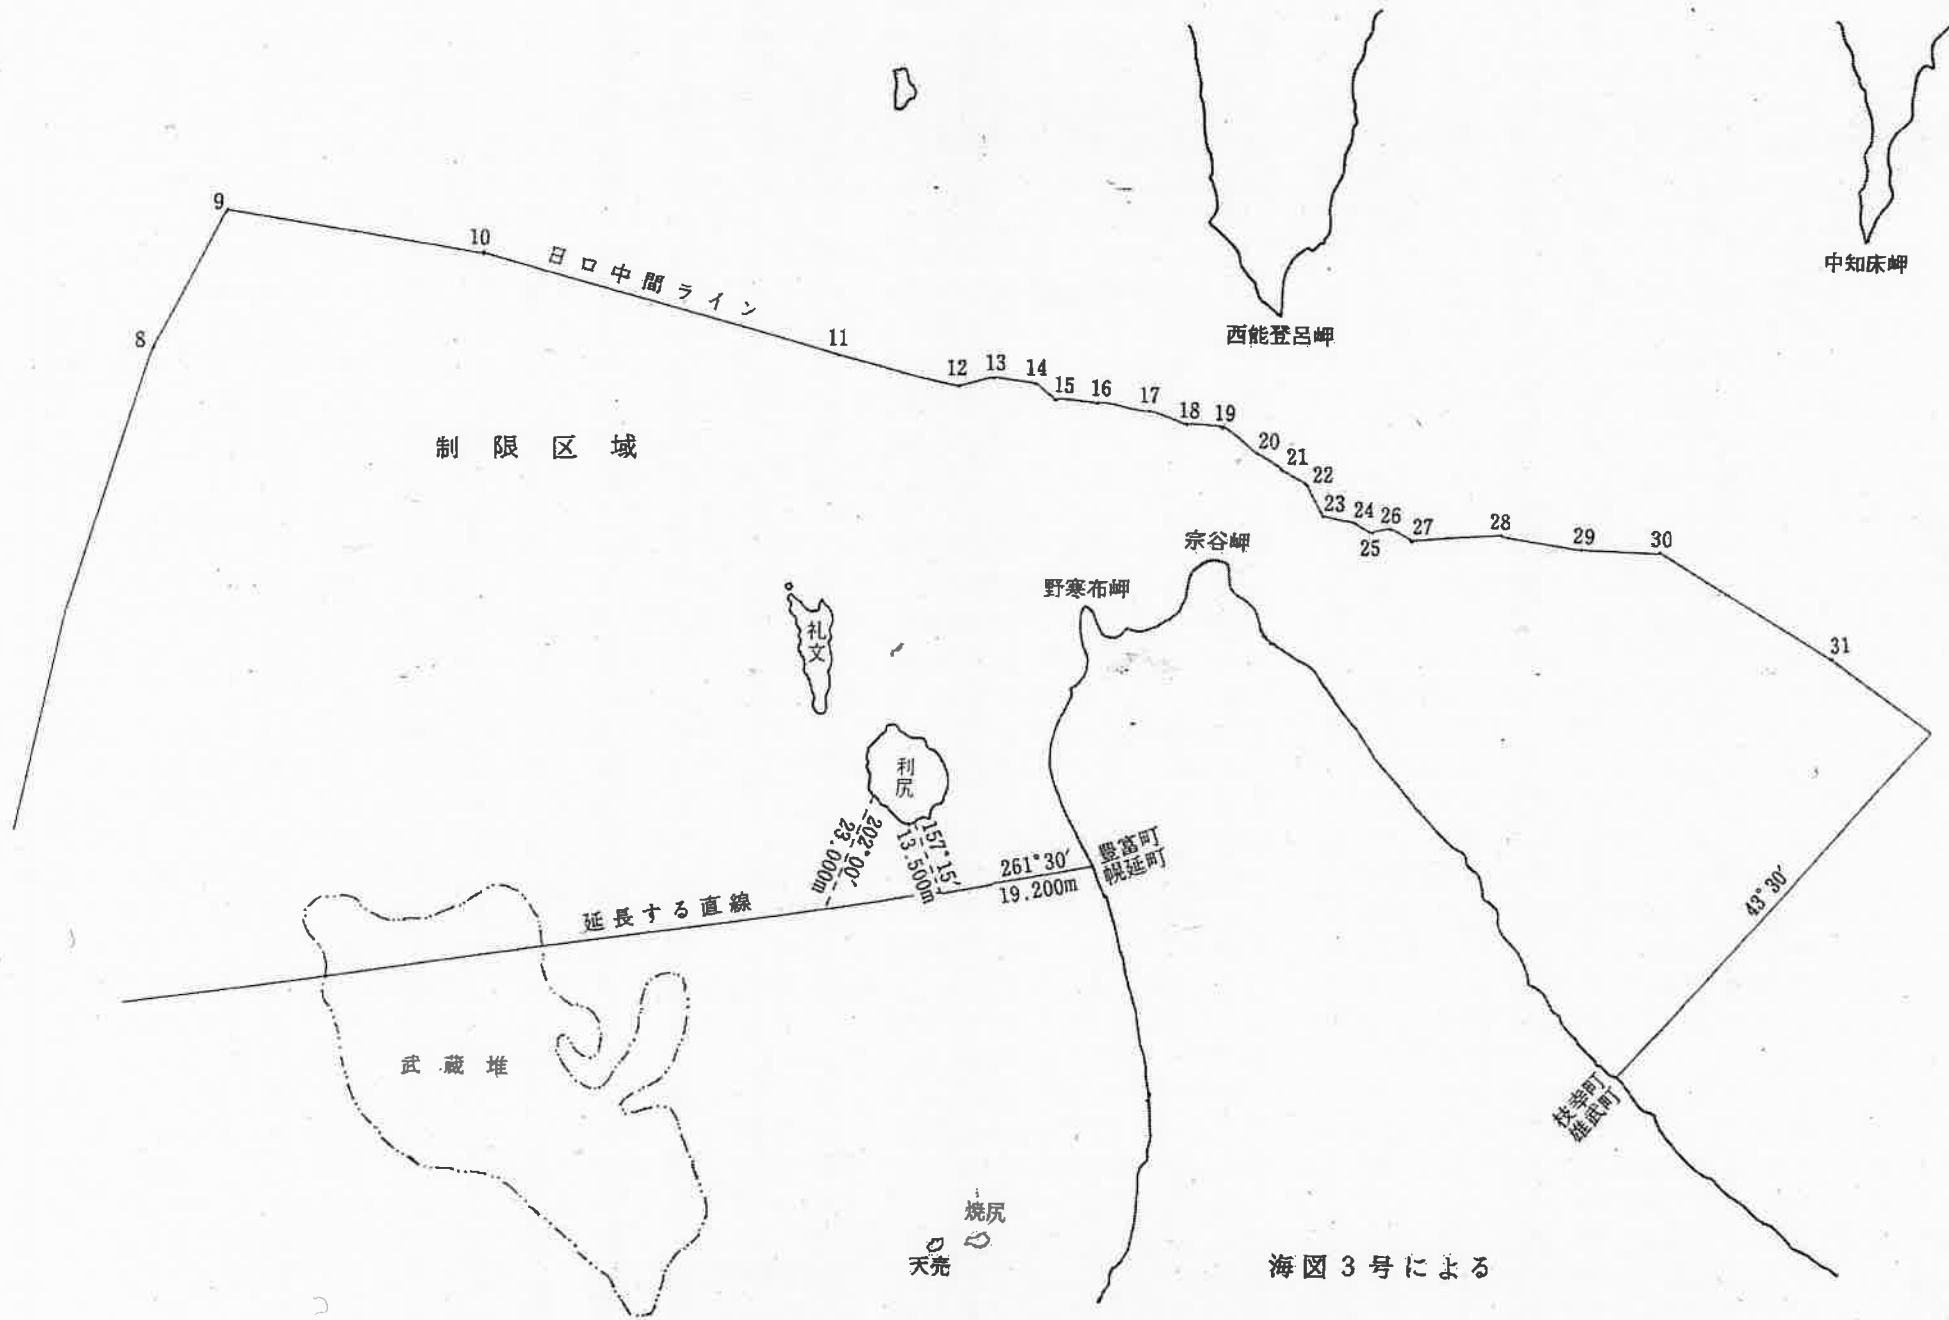 9
10
日ロ中間ライン
8
11
12
13
14
15
16
17
18
19
20
21
22
23
24
25
26
27
28
29
30
31
中知床岬
西能登呂岬
制限区域
宗谷岬
野寒布岬
礼文
利尻
202°00′
23.000m
157°15′
13.500m
261°30′
19.200m
豊富町
幌延町
延長する直線
43°30′
武蔵堆
枝幸町
雄武町
焼尻
天売
海図3号による